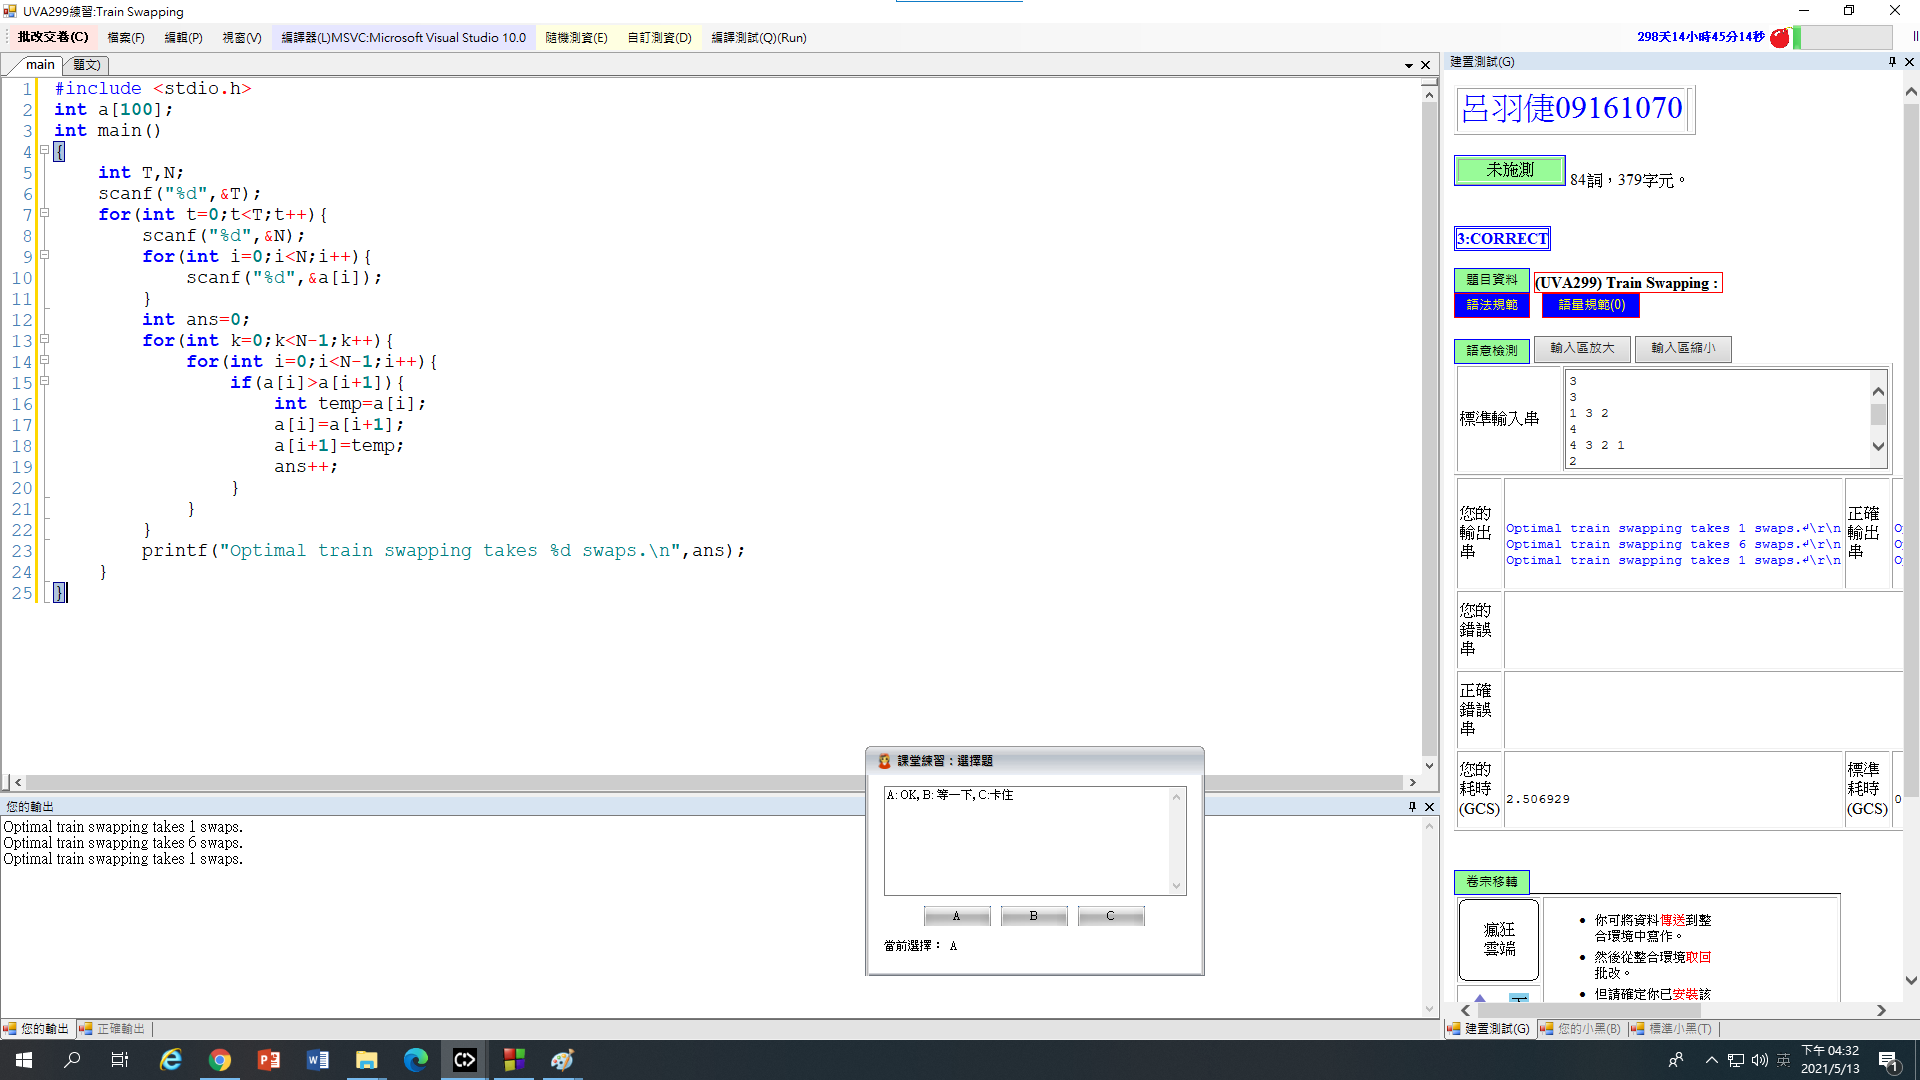 UVA299練習:Train Swapping
批改交卷(C) 檔案(F) 編輯(P) 視窗(V) 編譯器(L)MSVC:Microsoft Visual Studio 10.0 隨機測資(E) 自訂測資(D) 編譯測試(Q)(Run)
298天14小時45分14秒
main 題文)
1 #include <stdio.h>
2 int a[100];
3 int main()
4 {
5 int T,N;
6 scanf("%d",&T);
7 for(int t=0;t<T;t++){
8 scanf("%d",&N);
9 for(int i=0;i<N;i++){
10 scanf("%d",&a[i]);
11 }
12 int ans=0;
13 for(int k=0;k<N-1;k++){
14 for(int i=0;i<N-1;i++){
15 if(a[i]>a[i+1]){
16 int temp=a[i];
17 a[i]=a[i+1];
18 a[i+1]=temp;
19 ans++;
20 }
21 }
22 }
23 printf("Optimal train swapping takes %d swaps.\n",ans);
24 }
25 }
您的輸出
Optimal train swapping takes 1 swaps.
Optimal train swapping takes 6 swaps.
Optimal train swapping takes 1 swaps.
您的輸出 正確輸出
課堂練習：選擇題
A: OK, B: 等一下, C:卡住
A B C
當前選擇： A
建置測試(G)
呂羽倢09161070
未施測 84詞，379字元。
3:CORRECT
題目資料 (UVA299) Train Swapping :
語法規範 語量規範(0)
語意檢測 輸入區放大 輸入區縮小
標準輸入串
3
3
1 3 2
4
4 3 2 1
2
您的輸出串
Optimal train swapping takes 1 swaps.↲\r\n
Optimal train swapping takes 6 swaps.↲\r\n
Optimal train swapping takes 1 swaps.↲\r\n
正確輸出串
您的錯誤串
正確錯誤串
您的耗時(GCS) 2.506929 標準耗時(GCS) 0
卷宗移轉
瘋狂雲端
你可將資料傳送到整
合環境中寫作。
然後從整合環境取回
批改。
但請確定你已安裝該
建置測試(G) 您的小黑(B) 標準小黑(T)
英 下午 04:32
2021/5/13
1